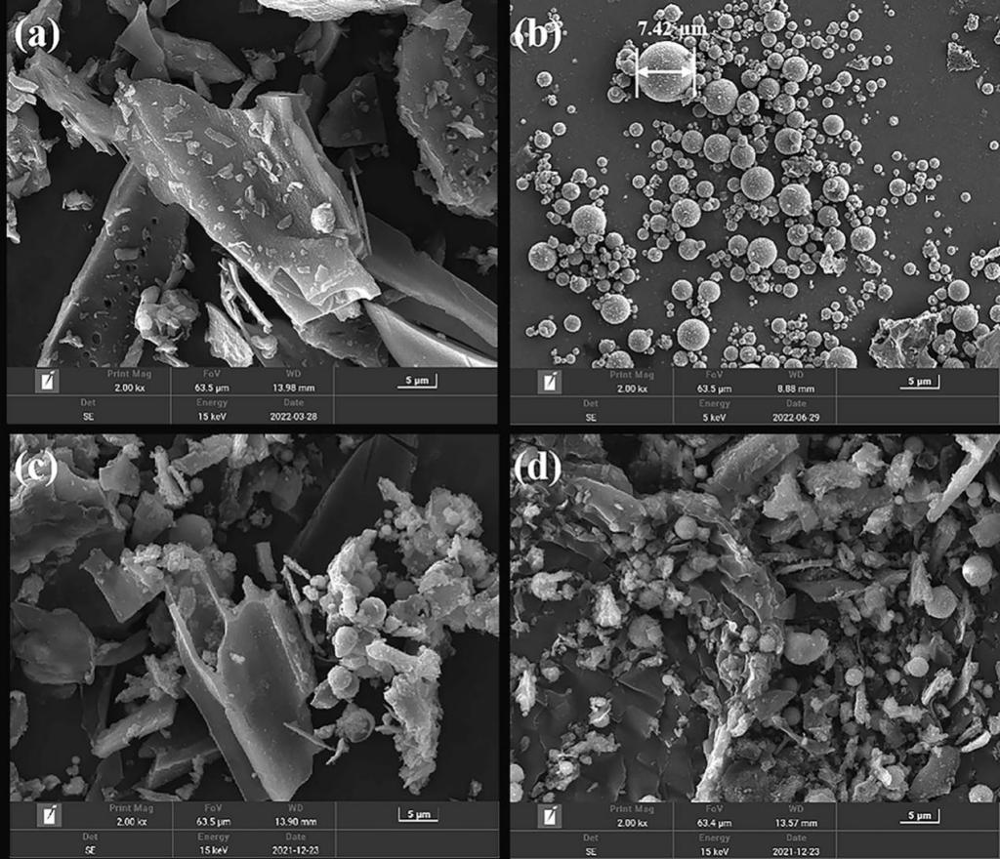 (a)
Print Mag FoV WD
2.00 kx 63.5 µm 13.98 mm 5 µm
Det Energy Date
SE 15 keV 2022-03-28
(b)
7.42 µm
Print Mag FoV WD
2.00 kx 63.5 µm 8.88 mm 5 µm
Det Energy Date
SE 5 keV 2022-06-29
(c)
Print Mag FoV WD
2.00 kx 63.5 µm 13.90 mm 5 µm
Det Energy Date
SE 15 keV 2021-12-23
(d)
Print Mag FoV WD
2.00 kx 63.4 µm 13.57 mm 5 µm
Det Energy Date
SE 15 keV 2021-12-23